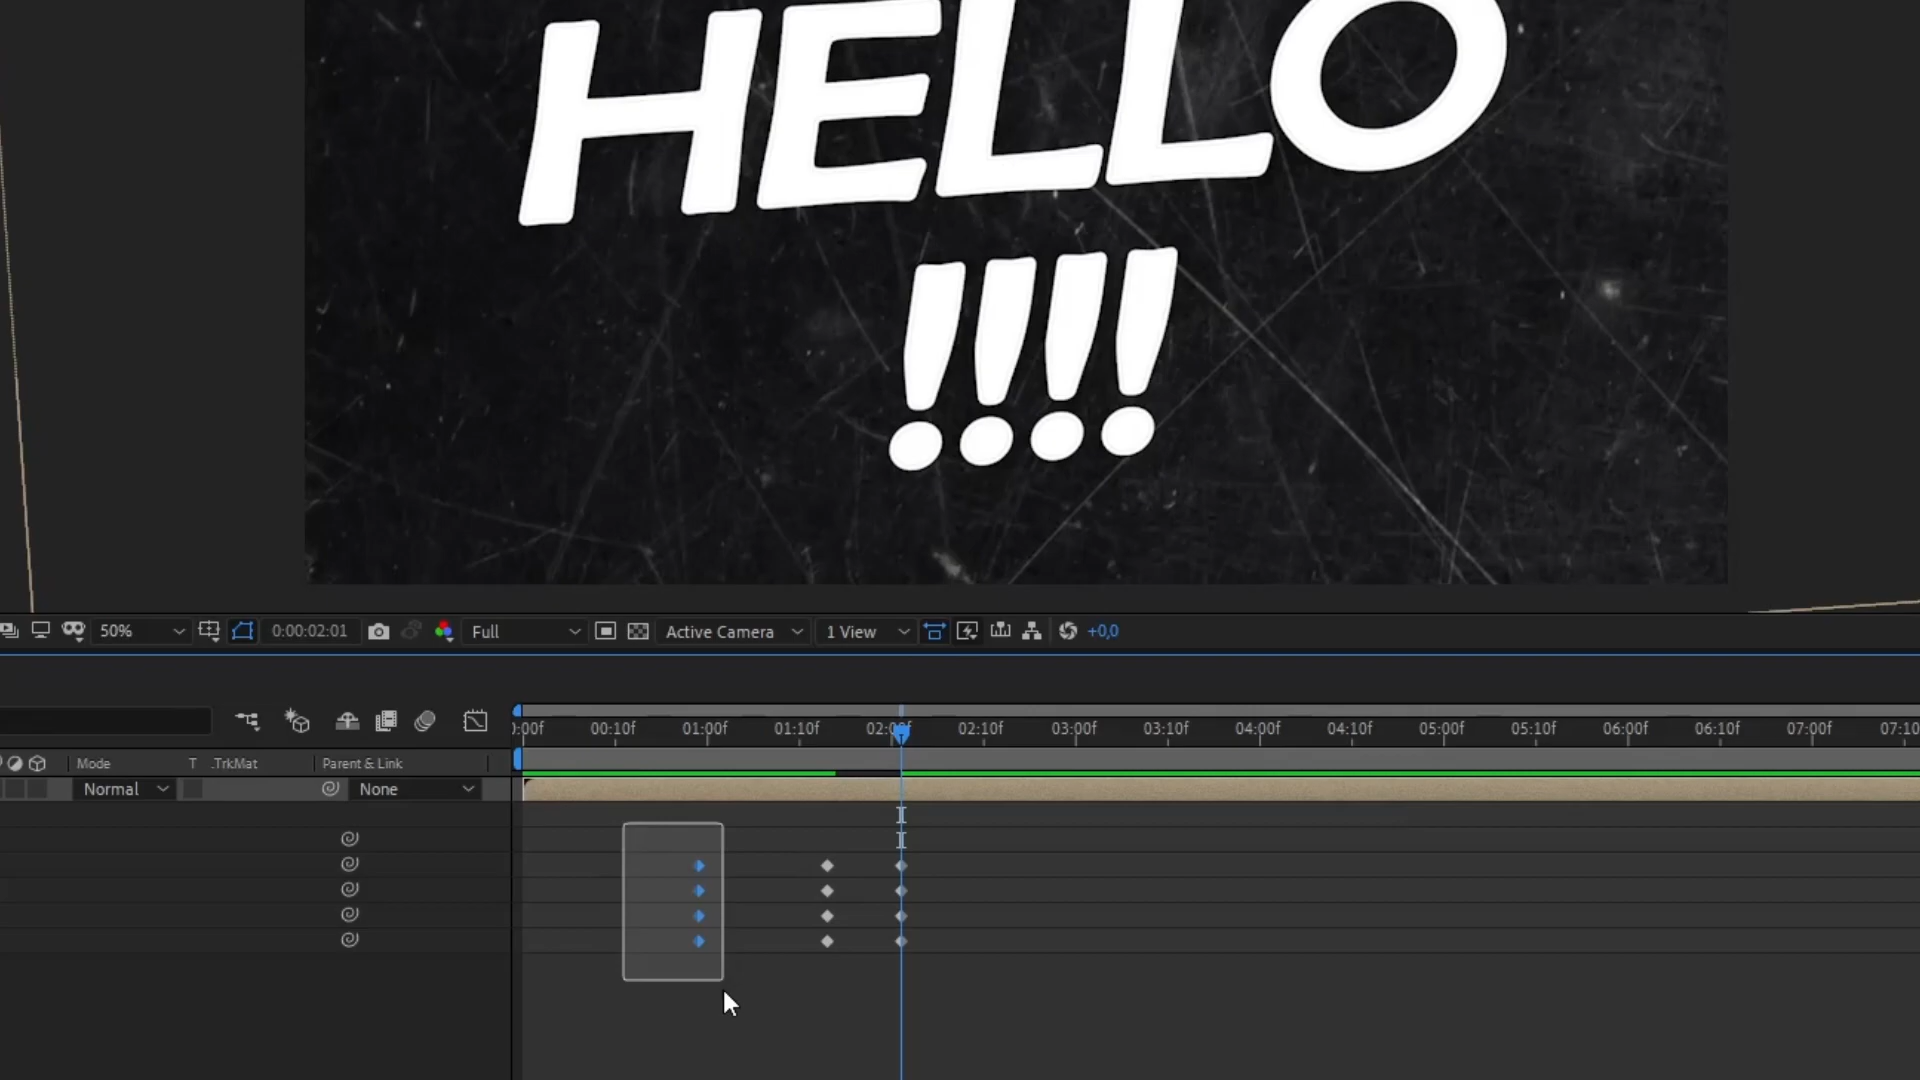 HELLO
!!!!
50% 0:00:02:01 Full Active Camera 1 View +0,0
):00f 00:10f 01:00f 01:10f 02:00f 02:10f 03:00f 03:10f 04:00f 04:10f 05:00f 05:10f 06:00f 06:10f 07:00f 07:10
Mode T .TrkMat Parent & Link
Normal None